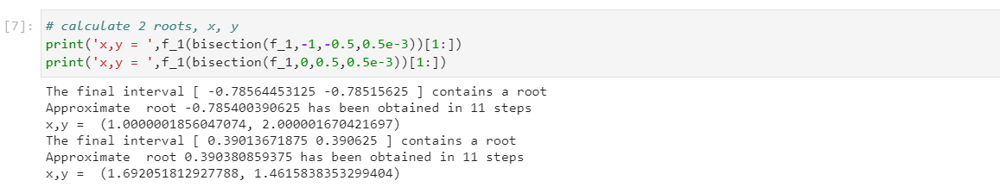 [7]: # calculate 2 roots, x, y
print('x,y = ',f_1(bisection(f_1,-1,-0.5,0.5e-3))[1:])
print('x,y = ',f_1(bisection(f_1,0,0.5,0.5e-3))[1:])
The final interval [ -0.78564453125 -0.78515625 ] contains a root
Approximate  root -0.785400390625 has been obtained in 11 steps
x,y =  (1.0000001856047074, 2.000001670421697)
The final interval [ 0.39013671875 0.390625 ] contains a root
Approximate  root 0.390380859375 has been obtained in 11 steps
x,y =  (1.692051812927788, 1.4615838353299404)